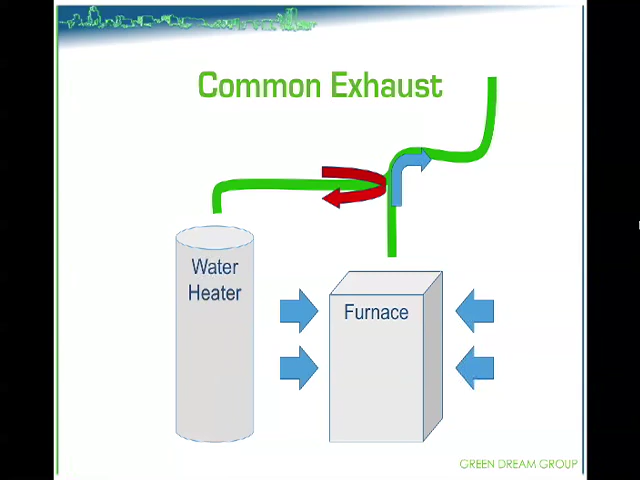 Common Exhaust
Water
Heater
Furnace
GREEN DREAM GROUP